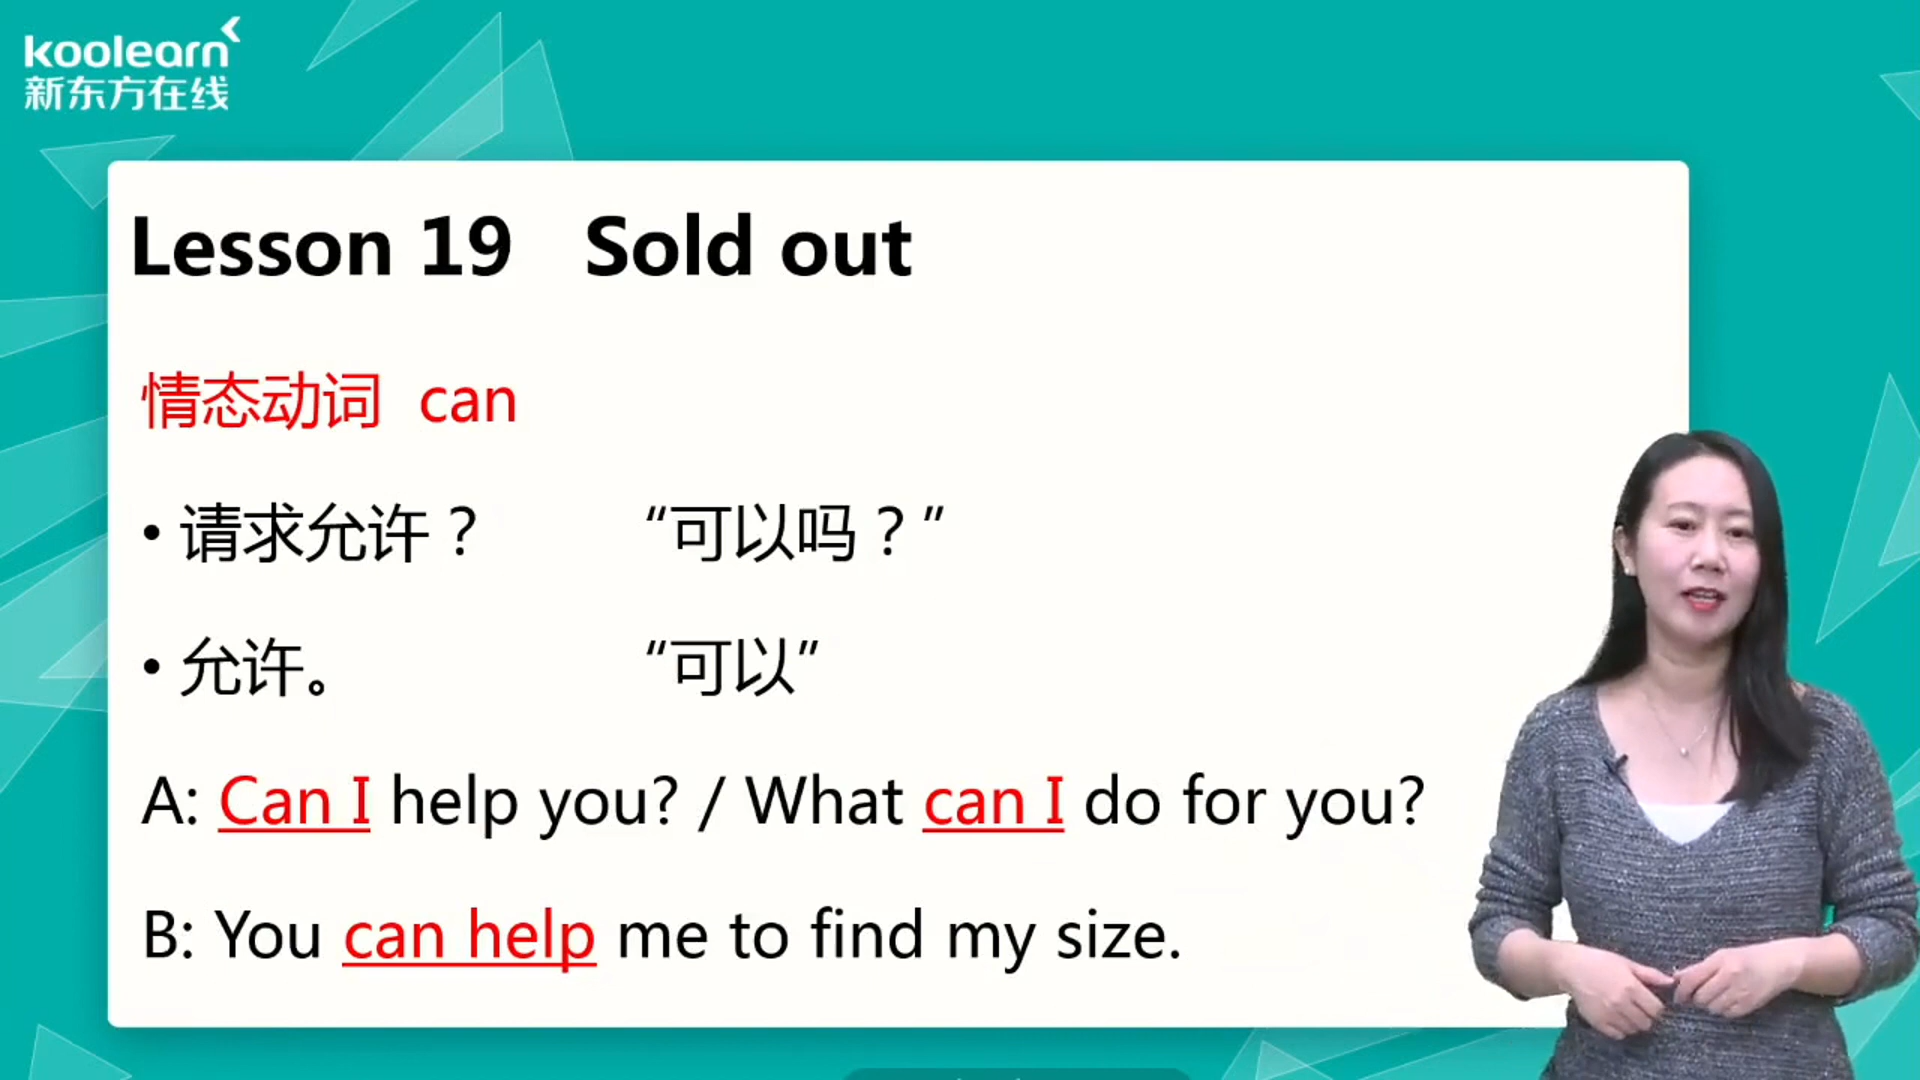 koolearn
新东方在线
Lesson 19 Sold out
情态动词 can
• 请求允许？ “可以吗？”
• 允许。 “可以”
A: Can I help you? / What can I do for you?
B: You can help me to find my size.